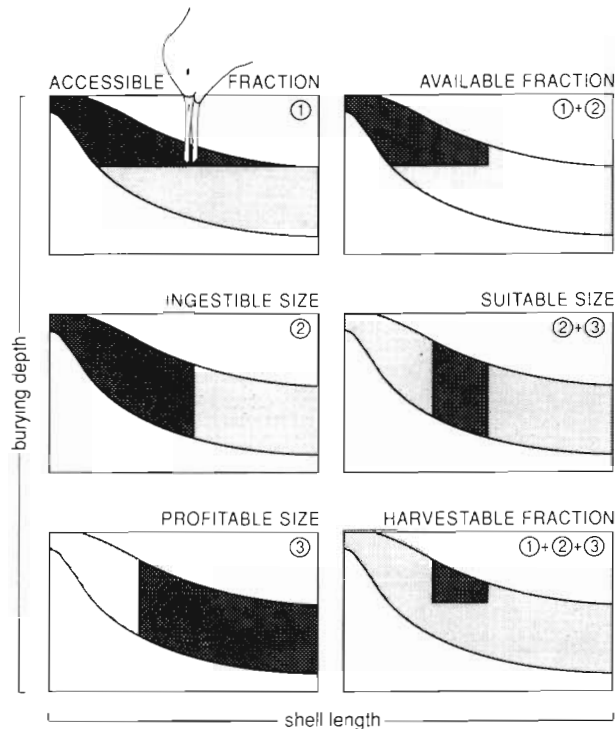 ACCESSIBLE FRACTION
①
AVAILABLE FRACTION
①+②
INGESTIBLE SIZE
②
SUITABLE SIZE
②+③
PROFITABLE SIZE
③
HARVESTABLE FRACTION
①+②+③
burying depth
shell length